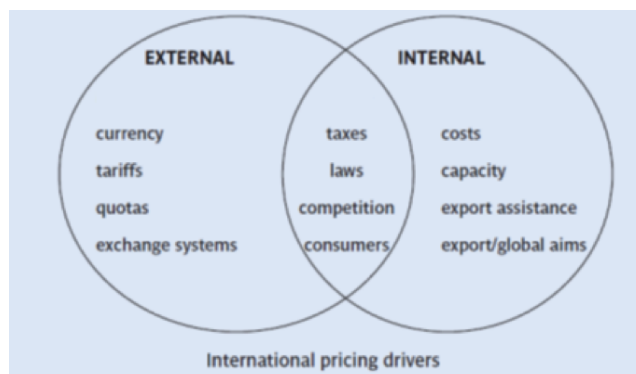 EXTERNAL INTERNAL
currency taxes costs
tariffs laws capacity
quotas competition export assistance
exchange systems consumers export/global aims
International pricing drivers